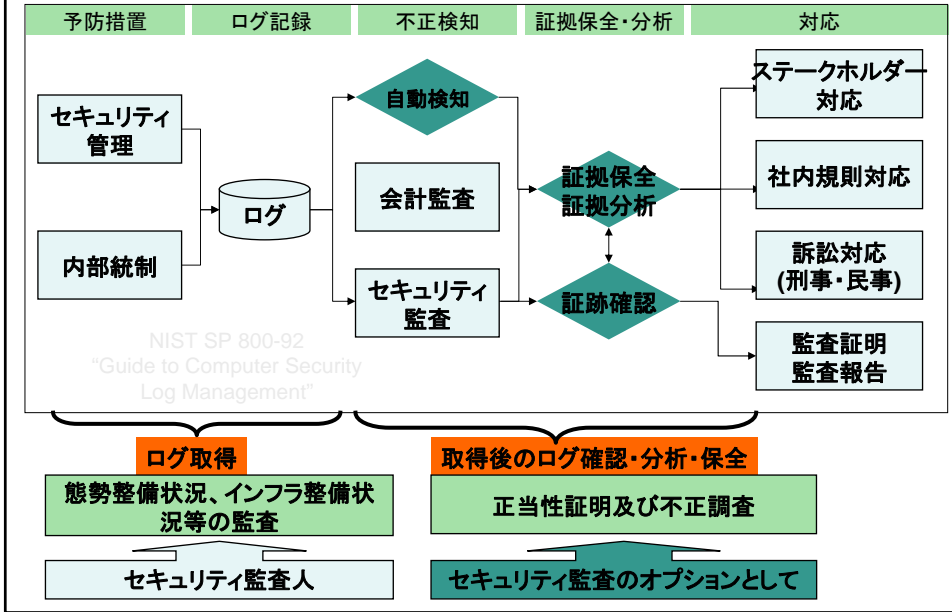 予防措置
ログ記録
不正検知
証拠保全・分析
対応
セキュリティ
管理
内部統制
ログ
自動検知
会計監査
セキュリティ
監査
証拠保全
証拠分析
証跡確認
ステークホルダー
対応
社内規則対応
訴訟対応
(刑事・民事)
監査証明
監査報告
NIST SP 800-92
“Guide to Computer Security
Log Management”
ログ取得
態勢整備状況、インフラ整備状
況等の監査
セキュリティ監査人
取得後のログ確認・分析・保全
正当性証明及び不正調査
セキュリティ監査のオプションとして